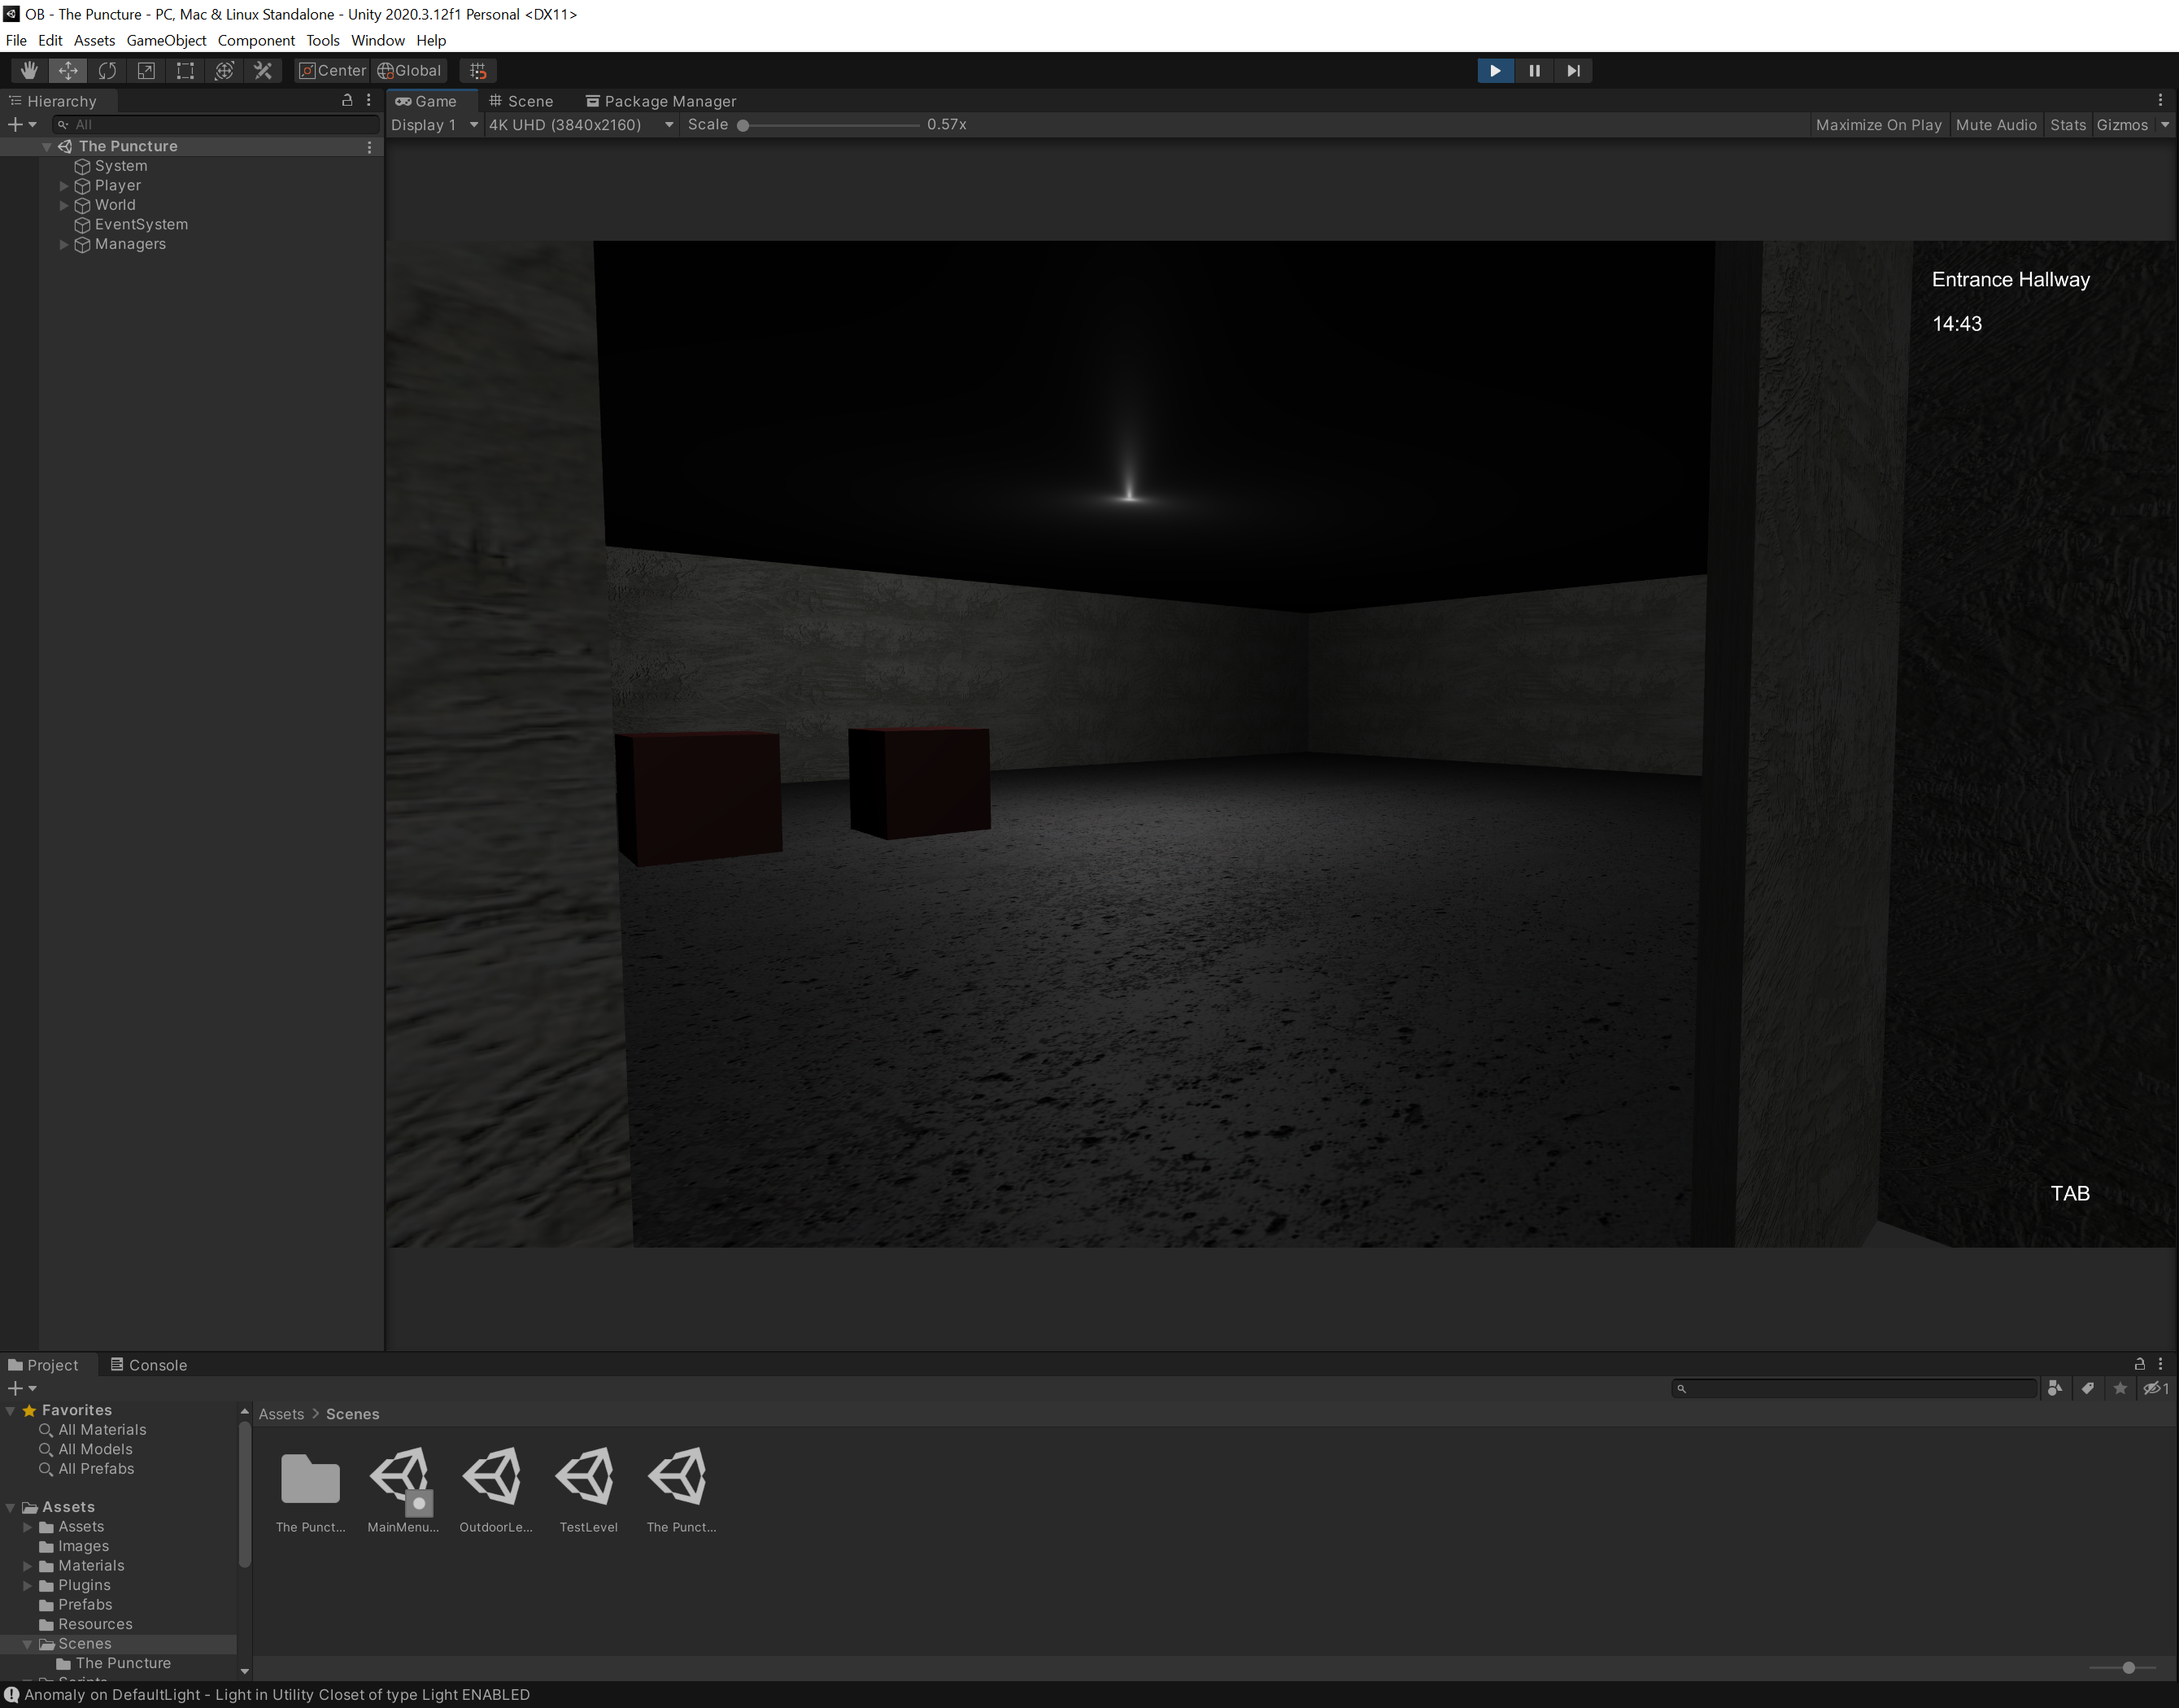 OB - The Puncture - PC, Mac & Linux Standalone - Unity 2020.3.12f1 Personal <DX11>
File Edit Assets GameObject Component Tools Window Help
Center Global
Hierarchy
All
The Puncture
System
Player
World
EventSystem
Managers
Game Scene Package Manager
Display 1 4K UHD (3840x2160) Scale 0.57x Maximize On Play Mute Audio Stats Gizmos
Entrance Hallway
14:43
TAB
Project Console
1
Favorites
All Materials
All Models
All Prefabs
Assets
Assets
Images
Materials
Plugins
Prefabs
Resources
Scenes
The Puncture
Assets > Scenes
The Punct... MainMenu... OutdoorLe... TestLevel The Punct...
Anomaly on DefaultLight - Light in Utility Closet of type Light ENABLED